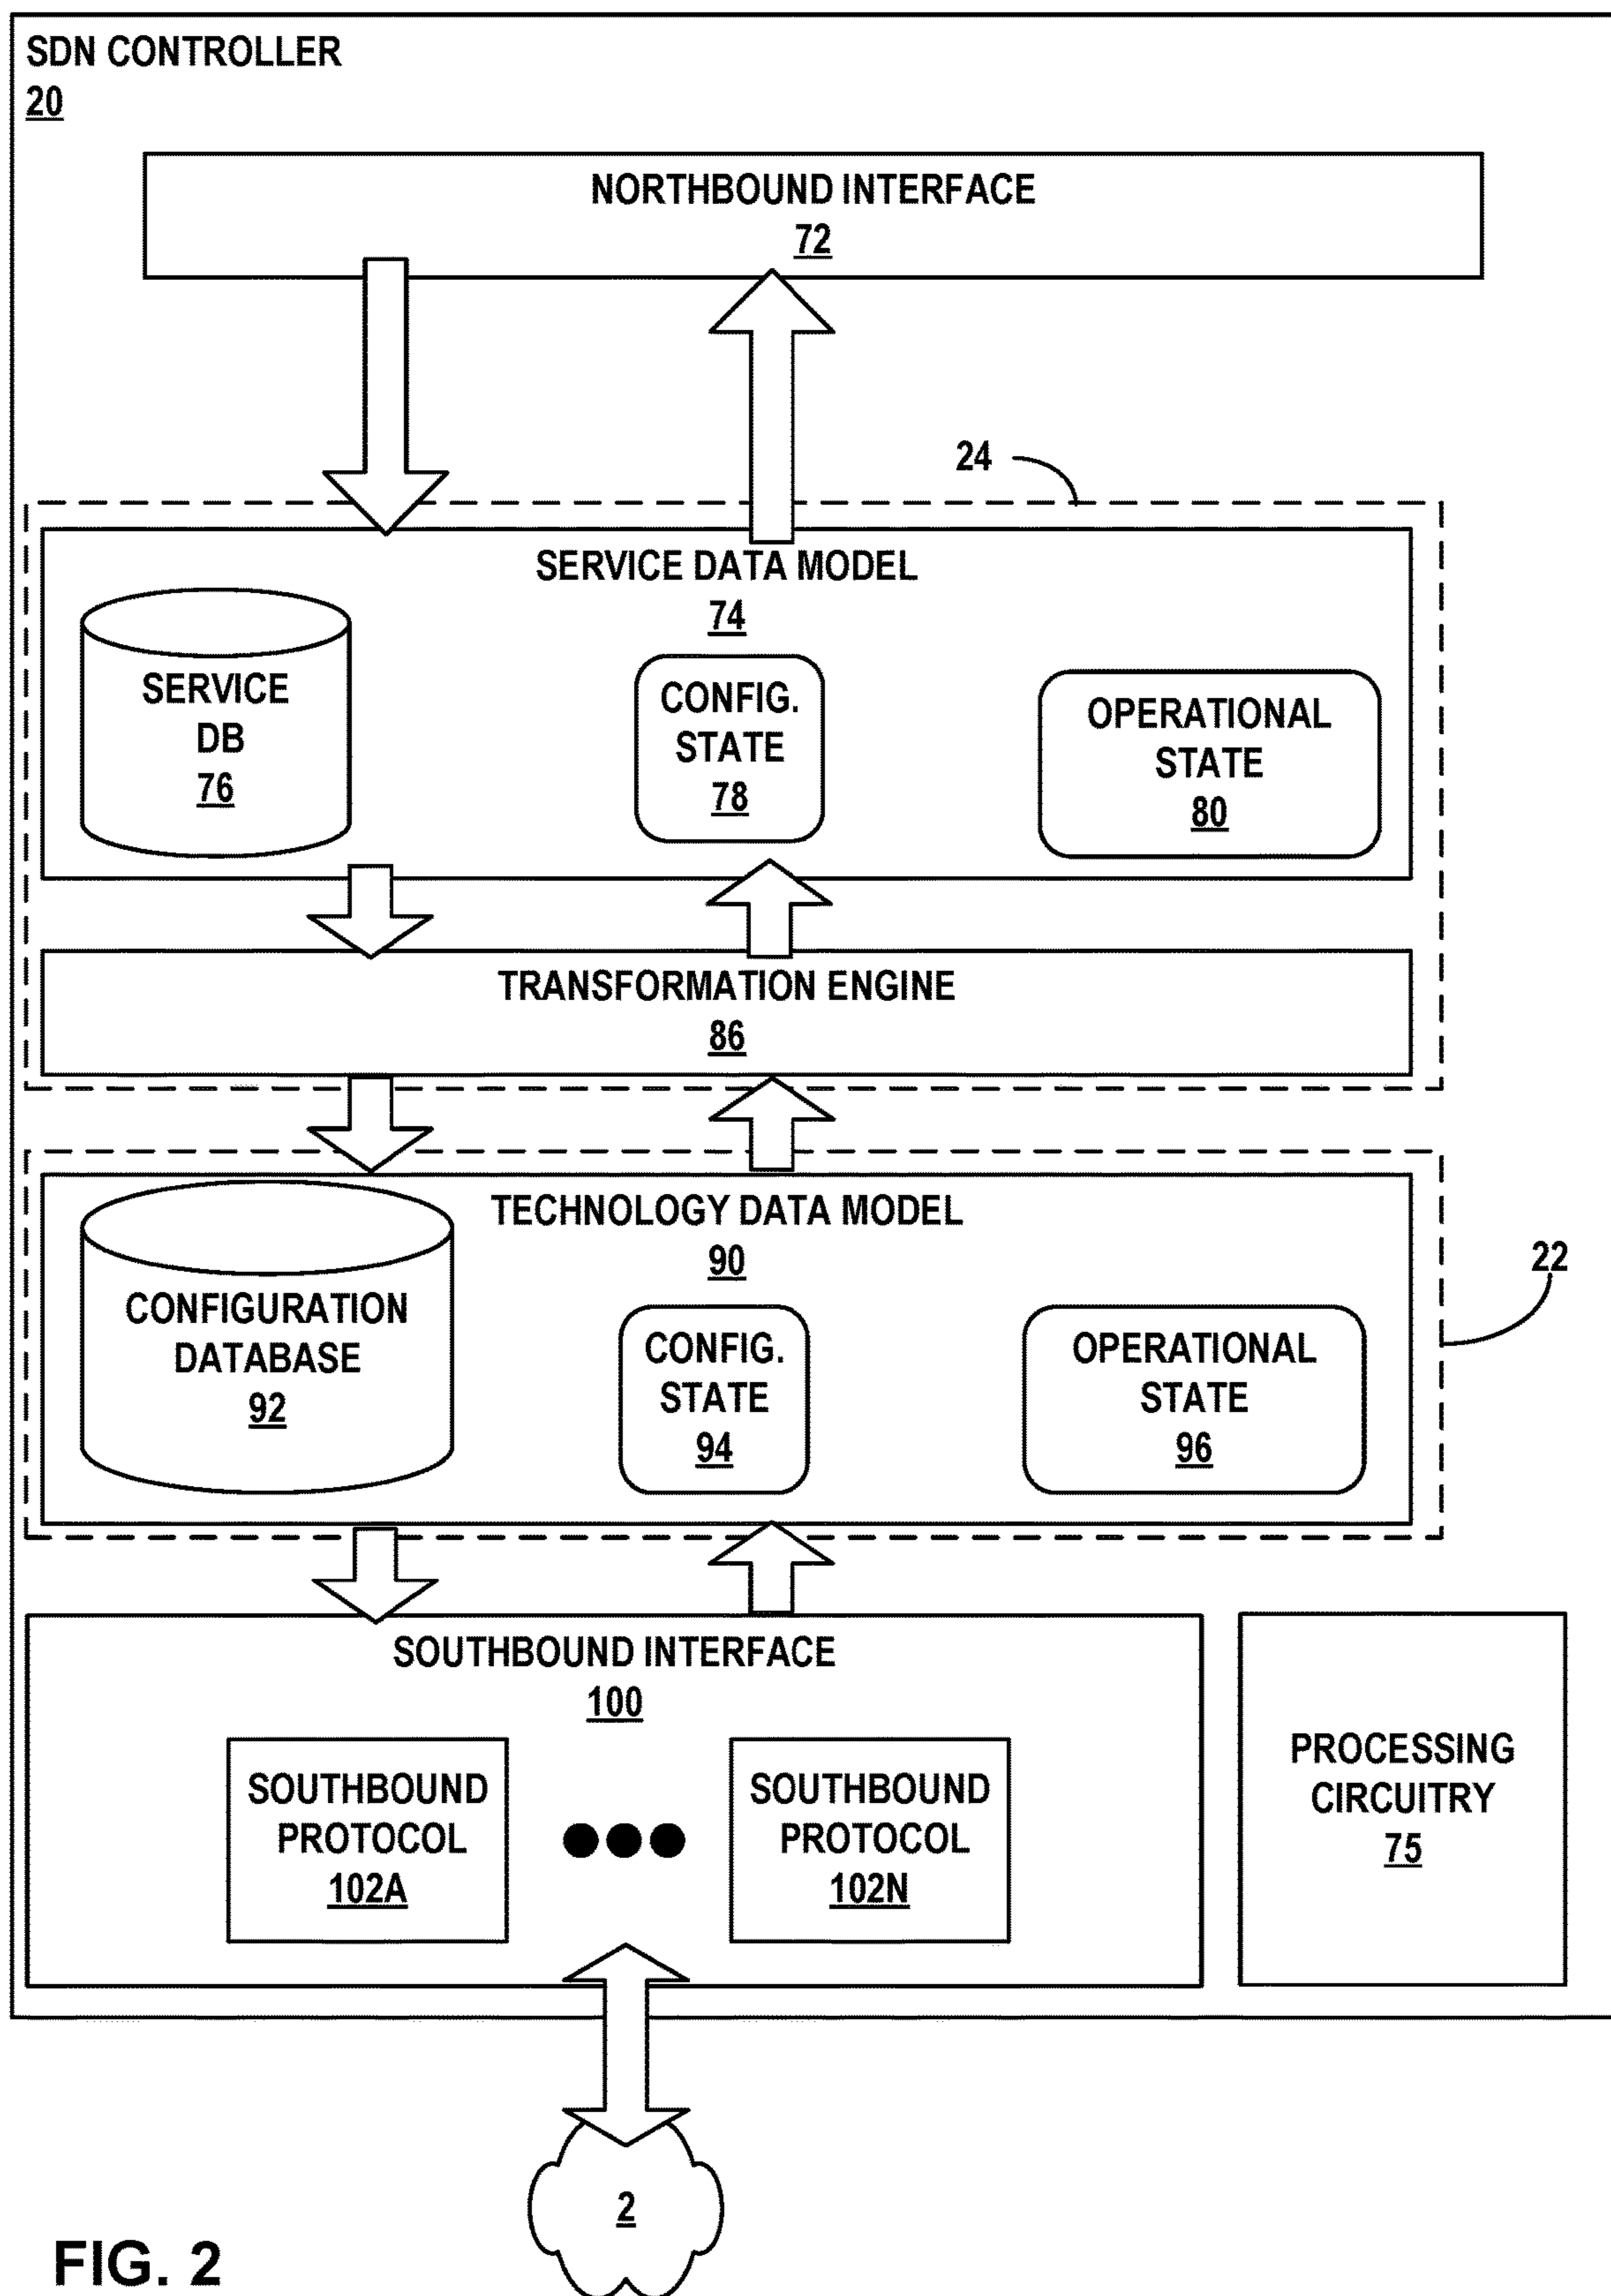 SDN CONTROLLER
20
NORTHBOUND INTERFACE
72
24
SERVICE DATA MODEL
74
SERVICE
DB
76
CONFIG.
STATE
78
OPERATIONAL
STATE
80
TRANSFORMATION ENGINE
86
TECHNOLOGY DATA MODEL
90
22
CONFIGURATION
DATABASE
92
CONFIG.
STATE
94
OPERATIONAL
STATE
96
SOUTHBOUND INTERFACE
100
SOUTHBOUND
PROTOCOL
102A
SOUTHBOUND
PROTOCOL
102N
PROCESSING
CIRCUITRY
75
2
FIG. 2